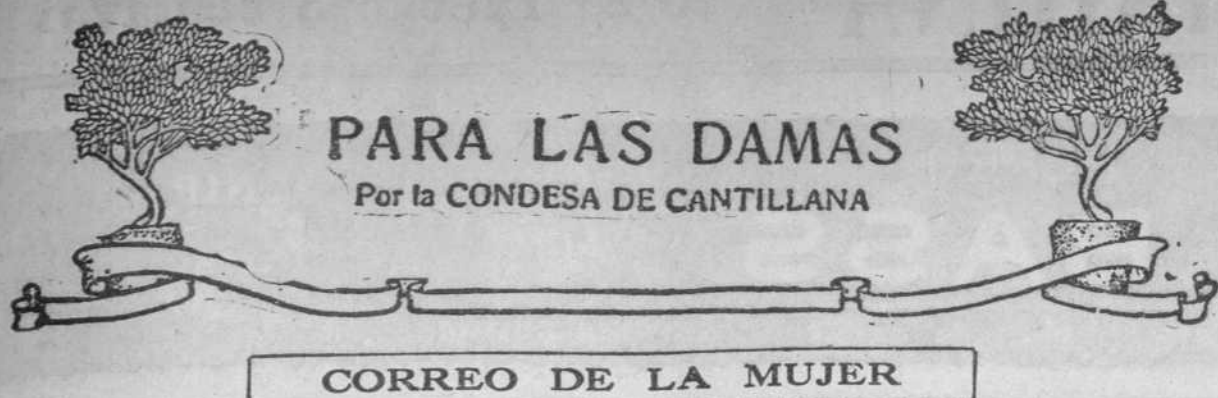 PARA LAS DAMAS
Por la CONDESA DE CANTILLANA
CORREO DE LA MUJER